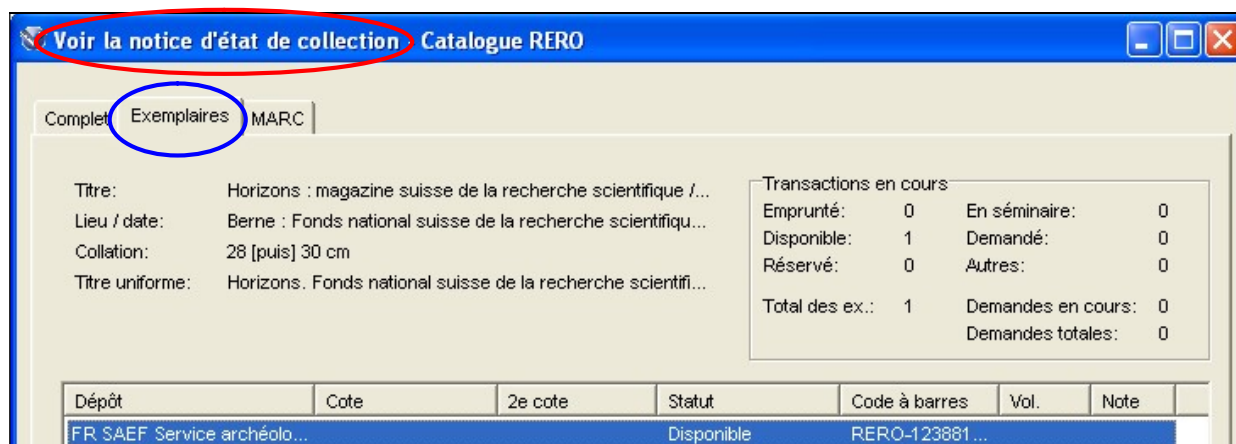 Voir la notice d'état de collection - Catalogue RERO
Complet Exemplaires MARC
Titre: Horizons : magazine suisse de la recherche scientifique /...
Lieu / date: Berne : Fonds national suisse de la recherche scientifiqu...
Collation: 28 [puis] 30 cm
Titre uniforme: Horizons. Fonds national suisse de la recherche scientifi...
Transactions en cours
Emprunté: 0 En séminaire: 0
Disponible: 1 Demandé: 0
Réservé: 0 Autres: 0
Total des ex.: 1 Demandes en cours: 0
Demandes totales: 0
Dépôt Cote 2e cote Statut Code à barres Vol. Note
FR SAEF Service archéolo... Disponible RERO-123881...